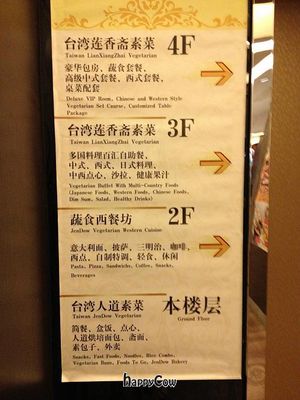 台湾莲香斋素菜 4F
Taiwan LianXiangZhai Vegetarian
豪华包房、蔬食套餐、
高级中式套餐、西式套餐、
桌菜配套
Deluxe VIP Room, Chinese and Western Style
Vegetarian Set Course, Customized Table
Package
台湾莲香斋素菜 3F
Taiwan LianXiangZhai Vegetarian
多国料理百汇自助餐、
中式、西式、日式料理、
中西点心、沙拉、健康果汁
Vegetarian Buffet With Multi-Country Foods
(Japanese Foods, Western Foods, Chinese Foods,
Dim Sum, Salad, Healthy Drinks)
蔬食西餐坊 2F
JenDow Vegetarian Western Cuisine
意大利面、披萨、三明治、咖啡、
西点、自制特调、轻食、休闲
Pasta, Pizza, Sandwichs, Coffee, Snacks,
Beverages
台湾人道素菜 本楼层
Taiwan JenDow Vegetarian Ground Floor
简餐、盒饭、点心、
人道烘培面包、斋面、
素包子、外卖
Snacks, Fast Foods, Noodles, Rice Combo,
Vegetarian Buns, Foods To Go, JenDow Bakery
HappyCow